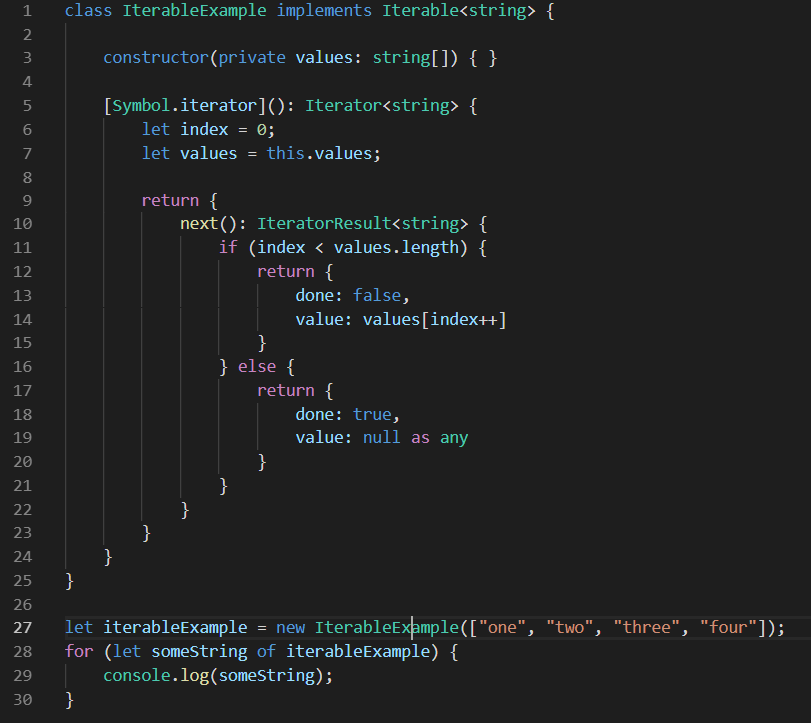 1 class IterableExample implements Iterable<string> {
2
3 constructor(private values: string[]) { }
4
5 [Symbol.iterator](): Iterator<string> {
6 let index = 0;
7 let values = this.values;
8
9 return {
10 next(): IteratorResult<string> {
11 if (index < values.length) {
12 return {
13 done: false,
14 value: values[index++]
15 }
16 } else {
17 return {
18 done: true,
19 value: null as any
20 }
21 }
22 }
23 }
24 }
25 }
26
27 let iterableExample = new IterableExample(["one", "two", "three", "four"]);
28 for (let someString of iterableExample) {
29 console.log(someString);
30 }